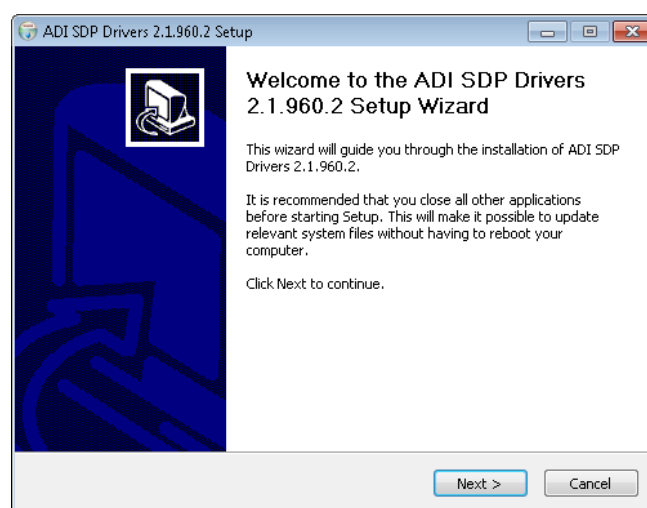 ADI SDP Drivers 2.1.960.2 Setup
Welcome to the ADI SDP Drivers
2.1.960.2 Setup Wizard
This wizard will guide you through the installation of ADI SDP
Drivers 2.1.960.2.
It is recommended that you close all other applications
before starting Setup. This will make it possible to update
relevant system files without having to reboot your
computer.
Click Next to continue.
Next >
Cancel